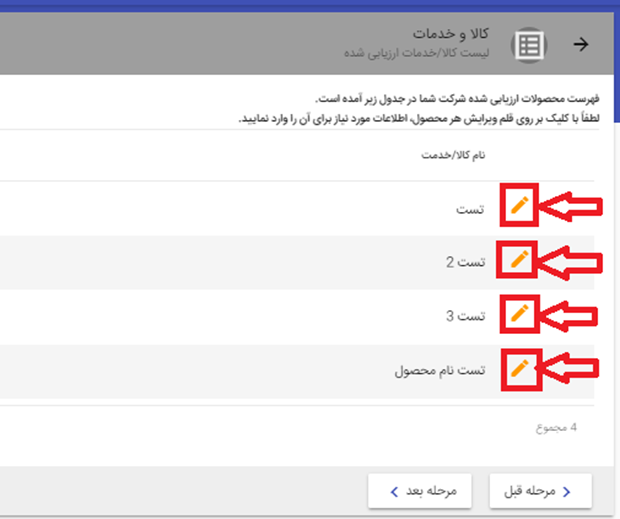 کالا و خدمات
لیست کالا/خدمات ارزیابی شده
فهرست محصولات ارزیابی شده شرکت شما در جدول زیر آمده است.
لطفاً با کلیک بر روی قلم ویرایش هر محصول، اطلاعات مورد نیاز برای آن را وارد نمایید.
نام کالا/خدمت
تست
تست 2
تست 3
تست نام محصول
4 مجموع
مرحله قبل
مرحله بعد